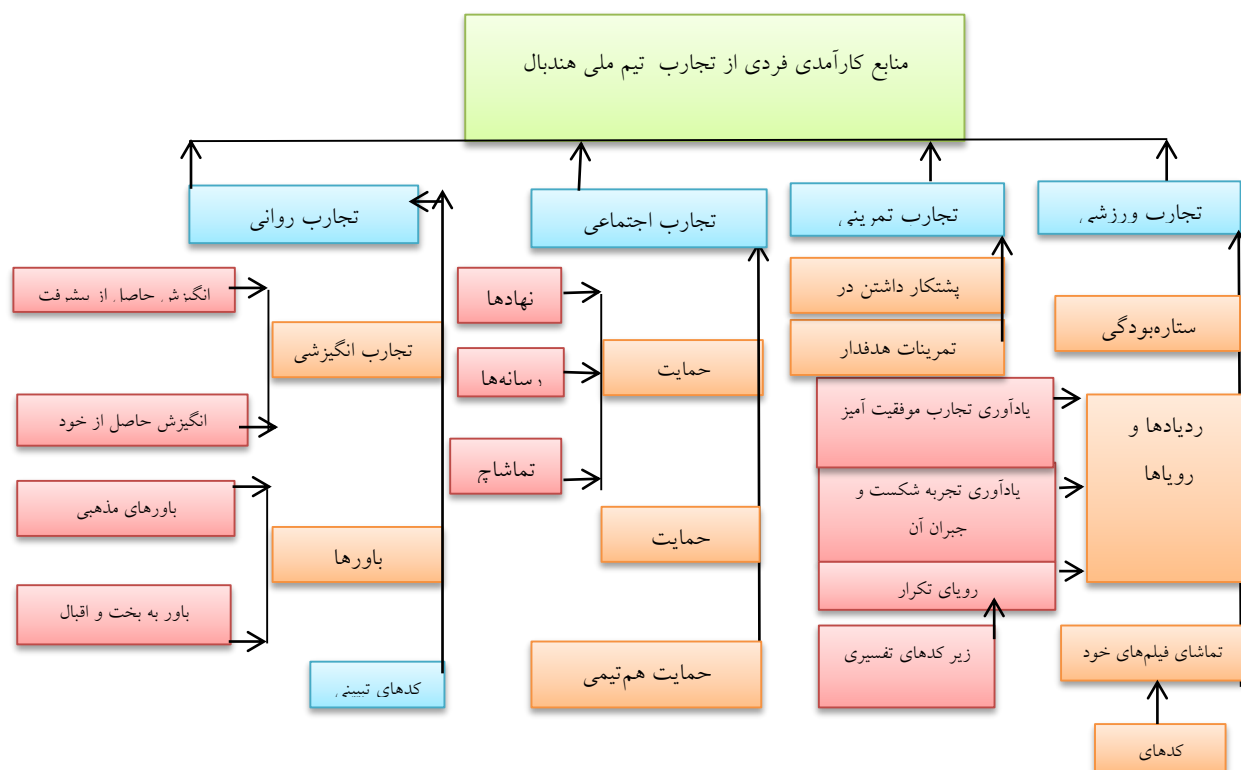 منابع کارآمدی فردی از تجارب تیم ملی هندبال
تجارب ورزشی
تجارب تمرینی
تجارب اجتماعی
تجارب روانی
ستاره‌بودگی
ردیادها و
رویاها
یادآوری تجارب موفقیت آمیز
یادآوری تجربه شکست و
جبران آن
رویای تکرار
تماشای فیلم‌های خود
کدهای
زیر کدهای تفسیری
پشتکار داشتن در
تمرینات هدفدار
حمایت
نهادها
رسانه‌ها
تماشاچ
حمایت
حمایت هم‌تیمی
تجارب انگیزشی
انگیزش حاصل از پیشرفت
انگیزش حاصل از خود
باورها
باورهای مذهبی
باور به بخت و اقبال
کدهای تبیینی